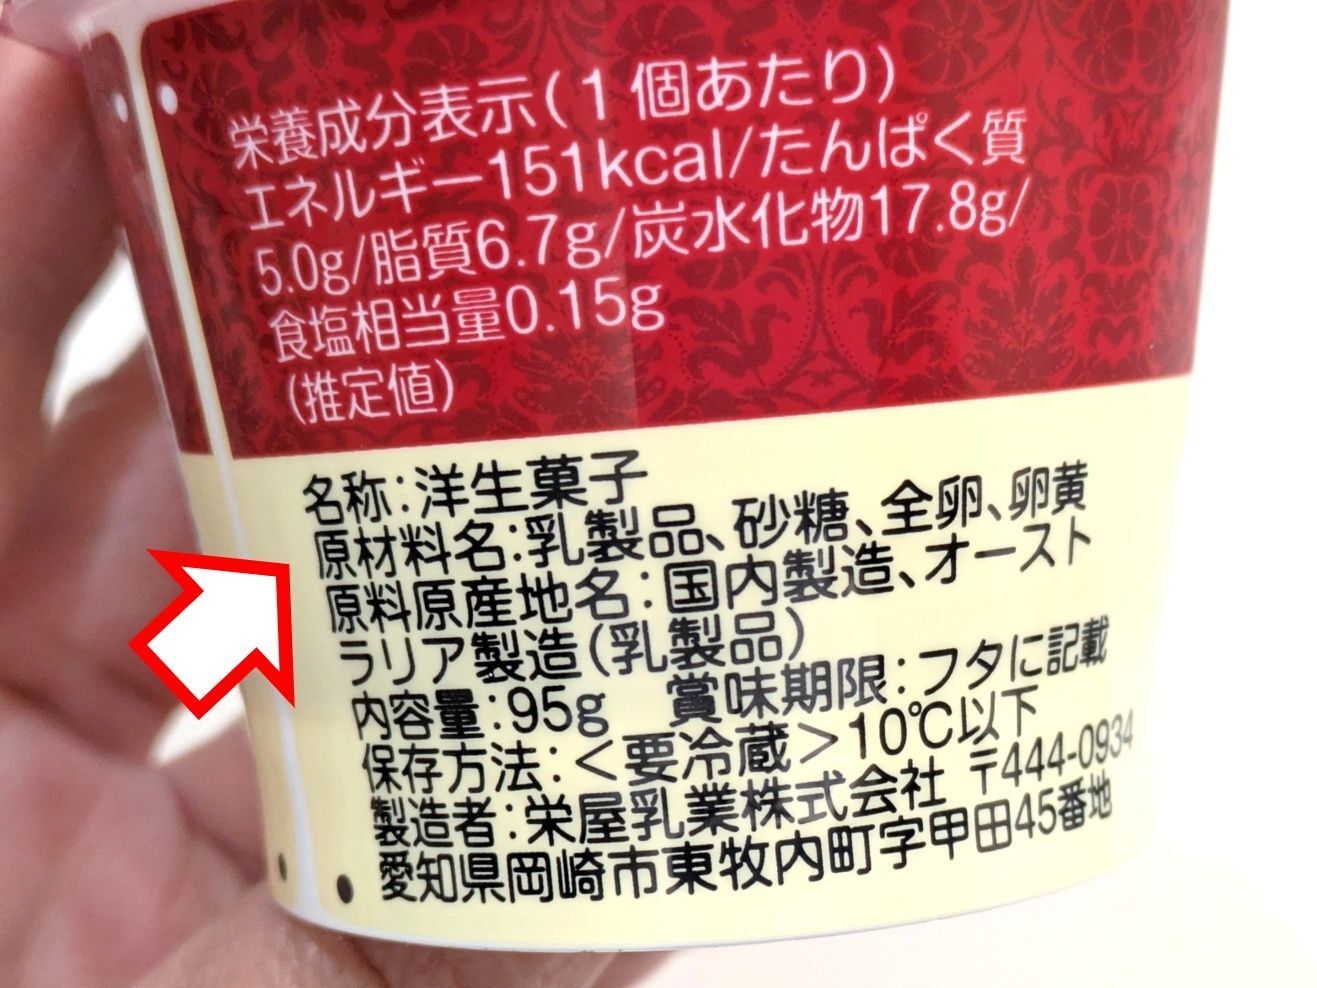 栄養成分表示(1個あたり)
エネルギー151kcal/たんぱく質
5.0g/脂質6.7g/炭水化物17.8g/
食塩相当量0.15g
(推定値)
名称:洋生菓子
原材料名:乳製品、砂糖、全卵、卵黄
原料原産地名:国内製造、オースト
ラリア製造(乳製品)
内容量:95g 賞味期限:フタに記載
保存方法:<要冷蔵>10℃以下
製造者:栄屋乳業株式会社 〒444-0934
愛知県岡崎市東牧内町字甲田45番地